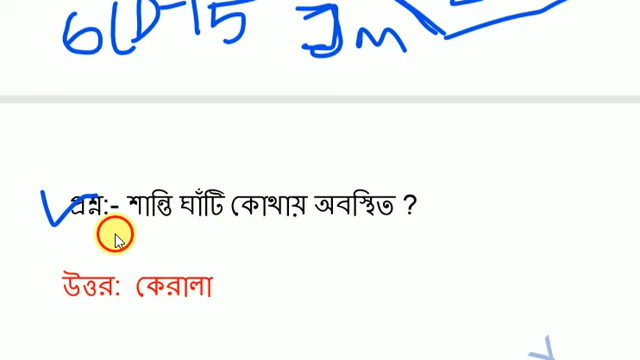 প্রশ্ন:- শান্তি ঘাঁটি কোথায় অবস্থিত ?
উত্তর: কেরালা